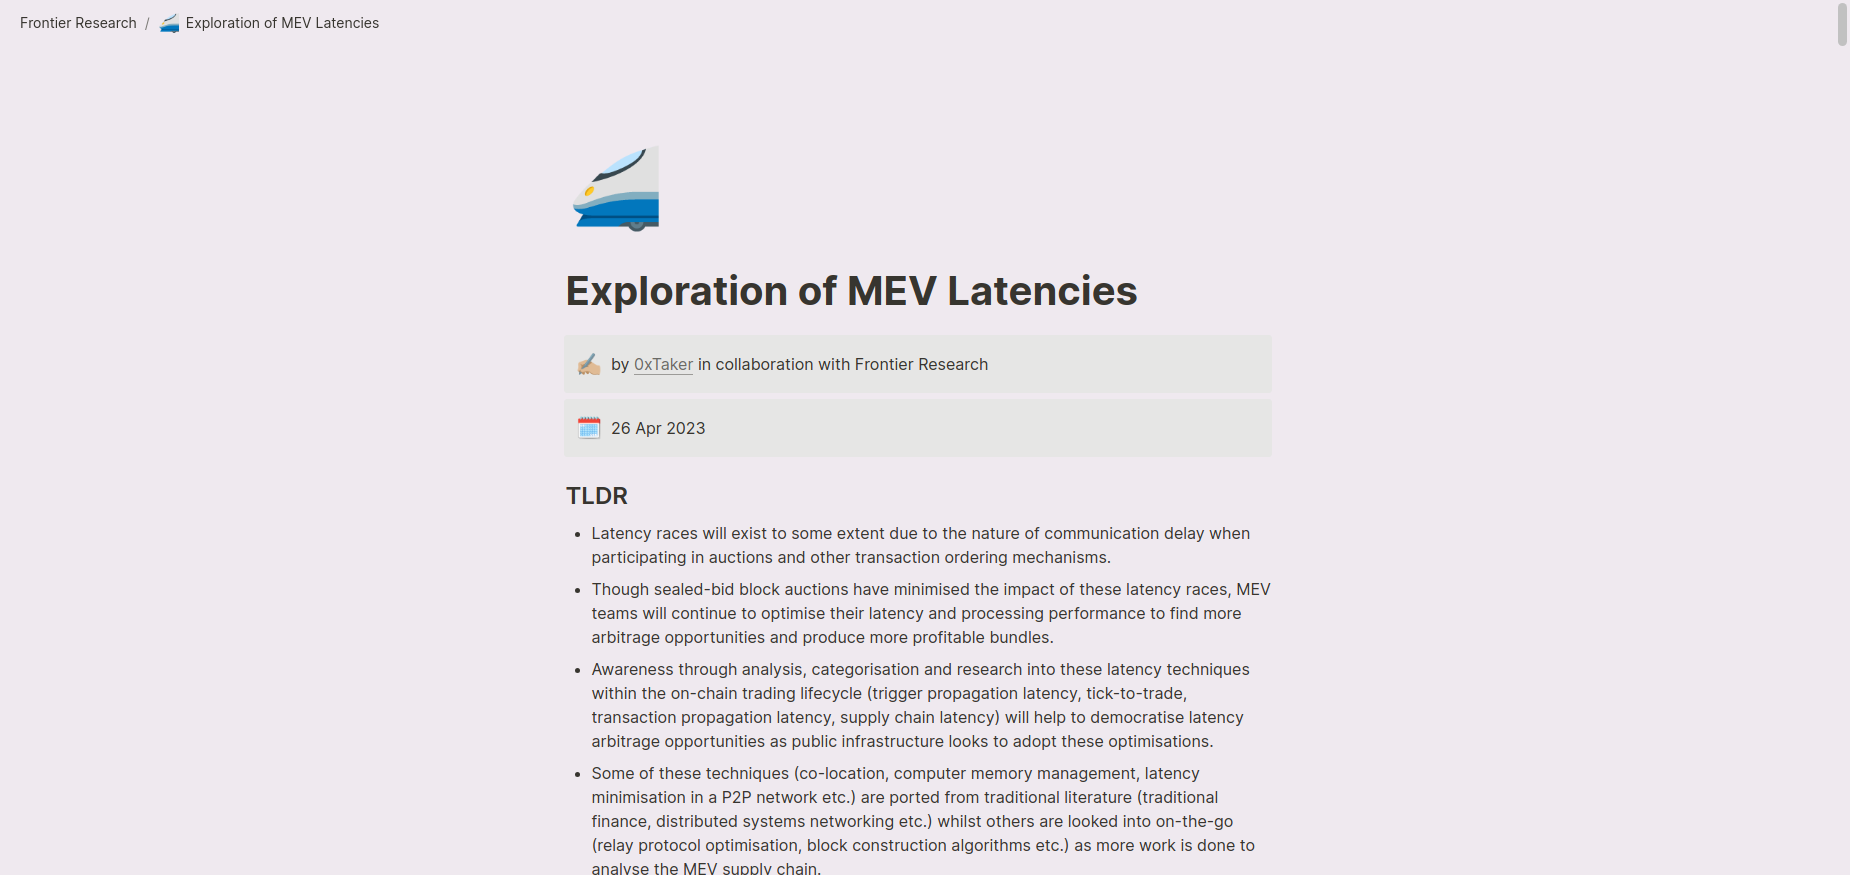 Frontier Research / Exploration of MEV Latencies
Exploration of MEV Latencies
by 0xTaker in collaboration with Frontier Research
26 Apr 2023
TLDR
• Latency races will exist to some extent due to the nature of communication delay when
participating in auctions and other transaction ordering mechanisms.
• Though sealed-bid block auctions have minimised the impact of these latency races, MEV
teams will continue to optimise their latency and processing performance to find more
arbitrage opportunities and produce more profitable bundles.
• Awareness through analysis, categorisation and research into these latency techniques
within the on-chain trading lifecycle (trigger propagation latency, tick-to-trade,
transaction propagation latency, supply chain latency) will help to democratise latency
arbitrage opportunities as public infrastructure looks to adopt these optimisations.
• Some of these techniques (co-location, computer memory management, latency
minimisation in a P2P network etc.) are ported from traditional literature (traditional
finance, distributed systems networking etc.) whilst others are looked into on-the-go
(relay protocol optimisation, block construction algorithms etc.) as more work is done to
analyse the MEV supply chain.